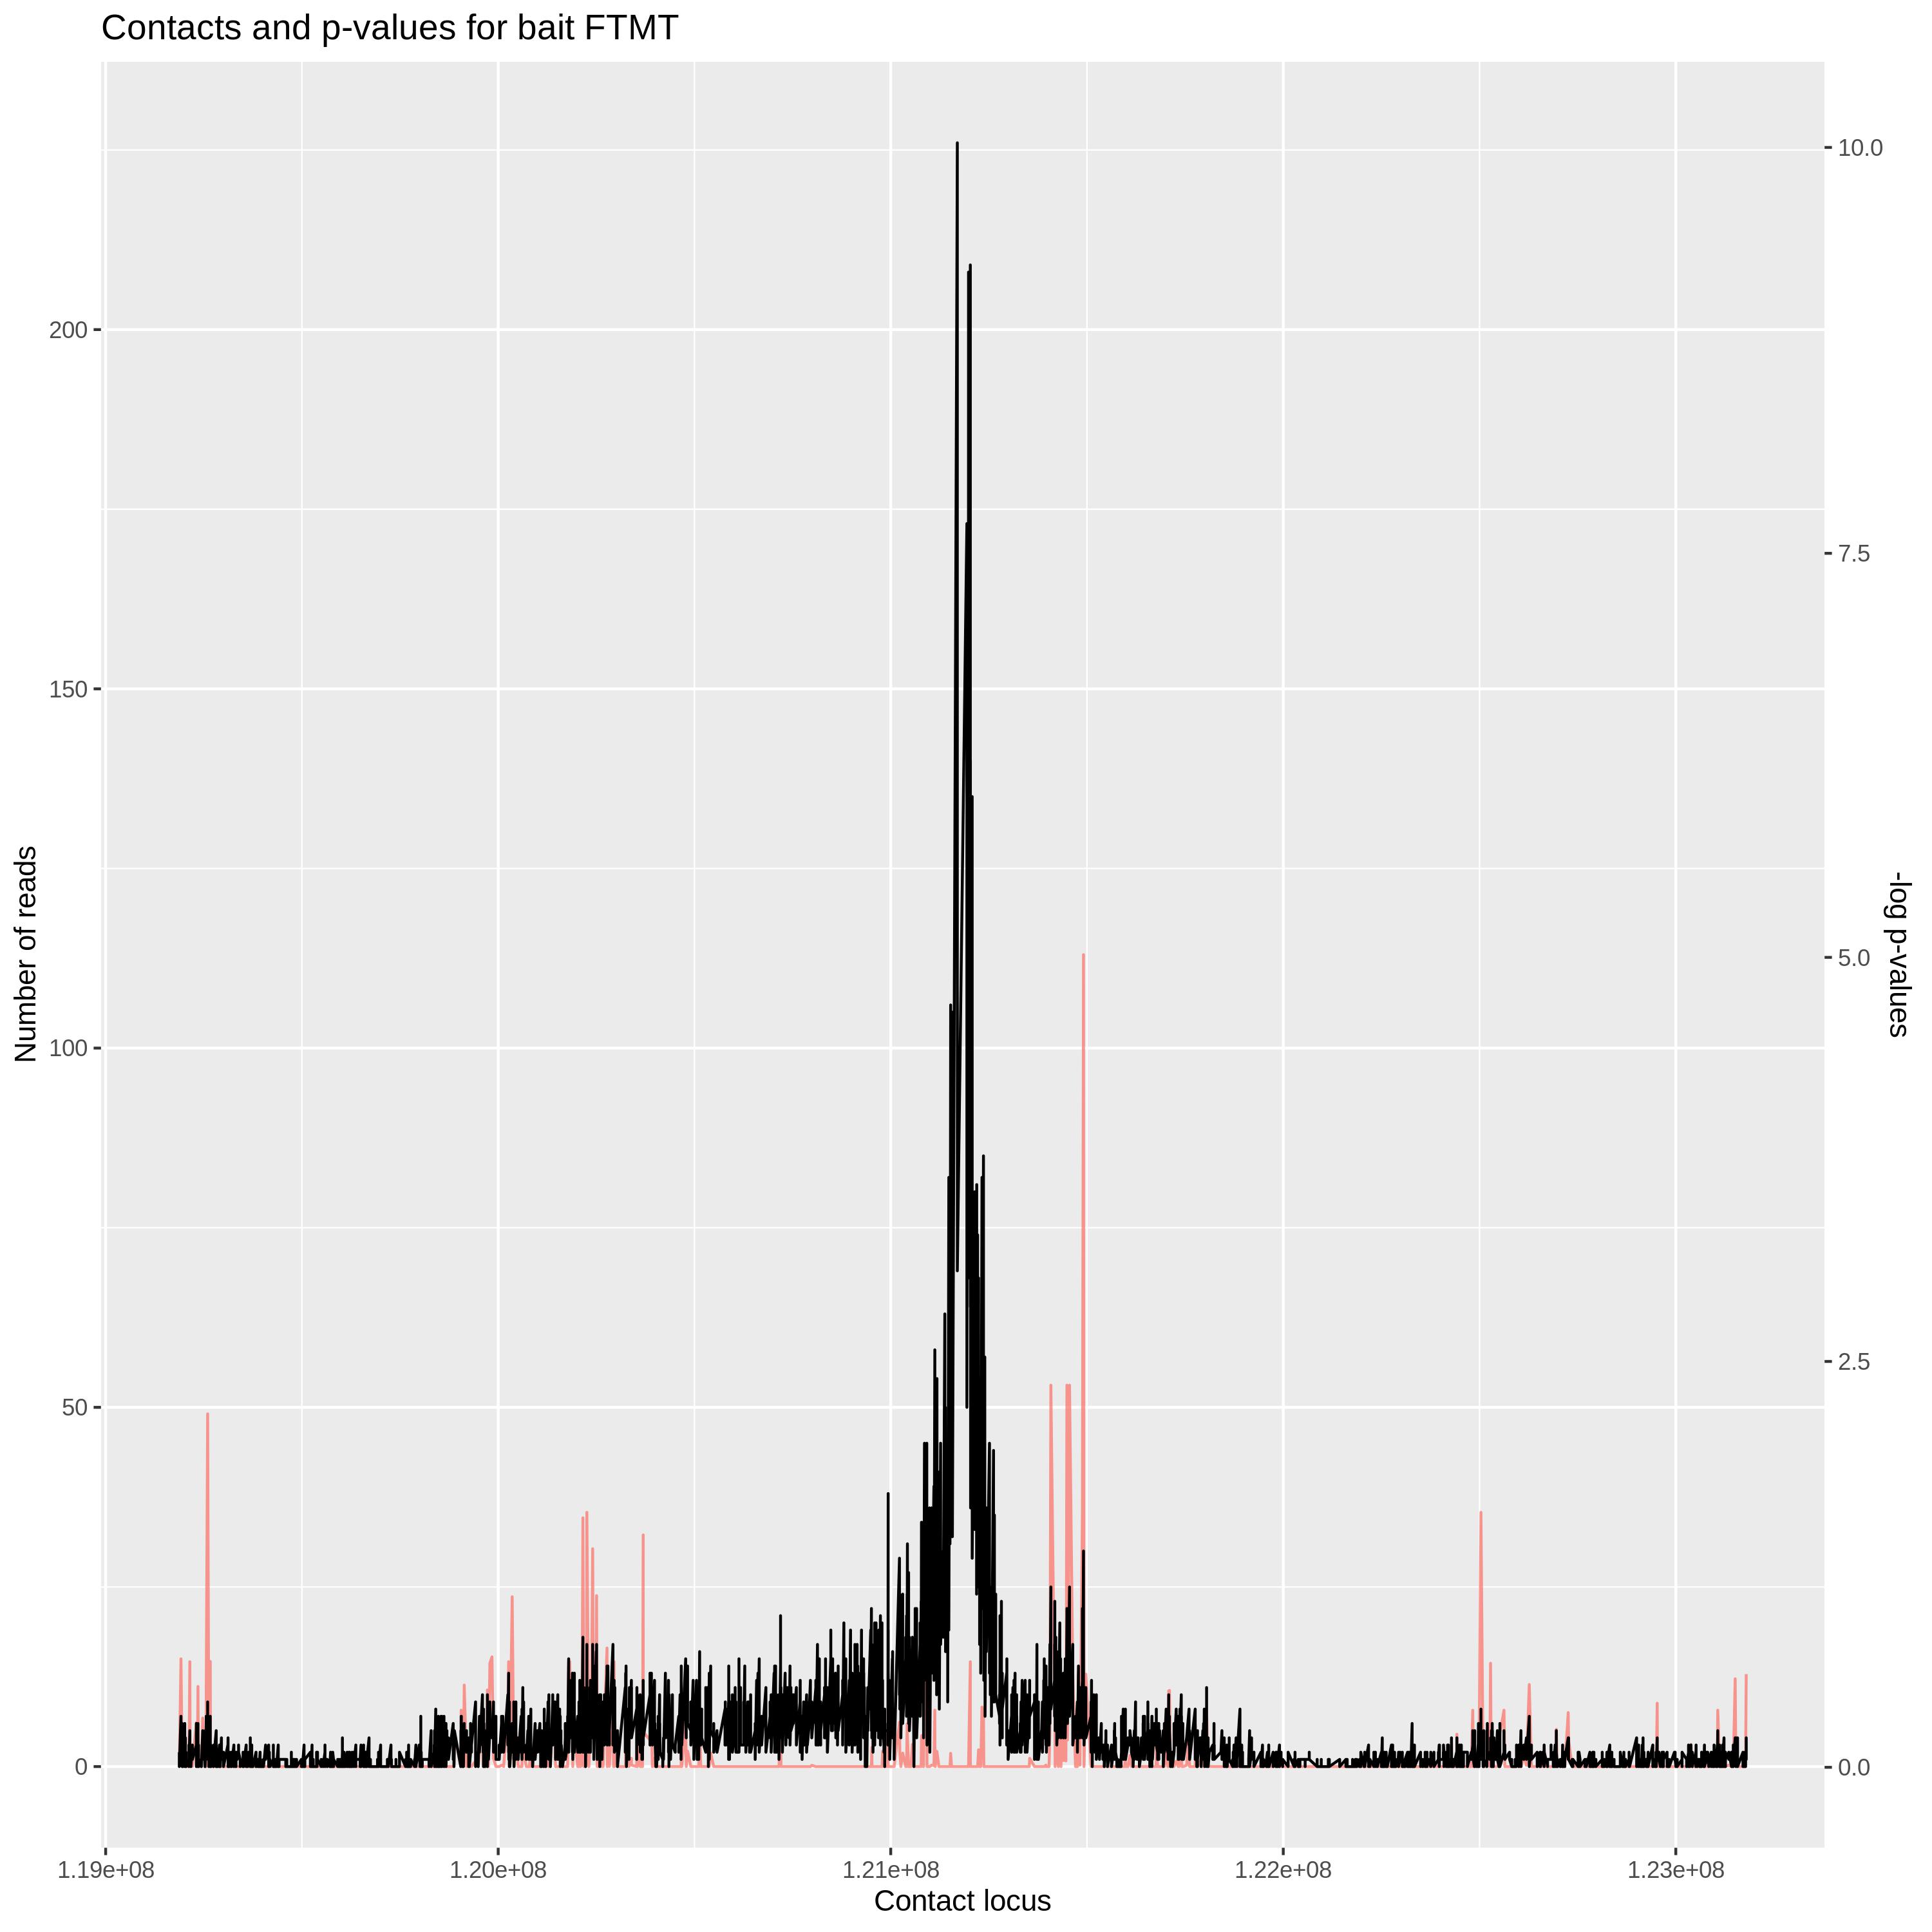 Contacts and p-values for bait FTMT
Number of reads
200
150
100
50
0
10.0
7.5
5.0
2.5
0.0
-log p-values
1.19e+08
1.20e+08
1.21e+08
1.22e+08
1.23e+08
Contact locus